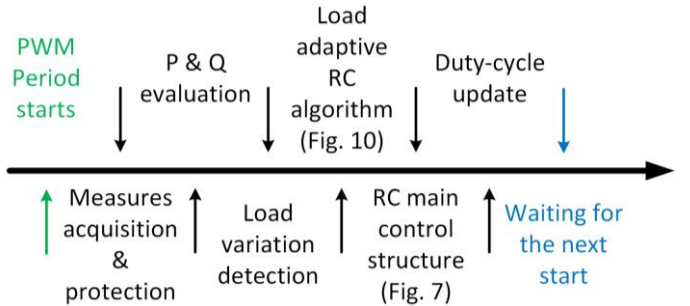 PWM
Period
starts
P & Q
evaluation
Load
adaptive
RC
algorithm
(Fig. 10)
Duty-cycle
update
Measures
acquisition
&
protection
Load
variation
detection
RC main
control
structure
(Fig. 7)
Waiting for
the next
start